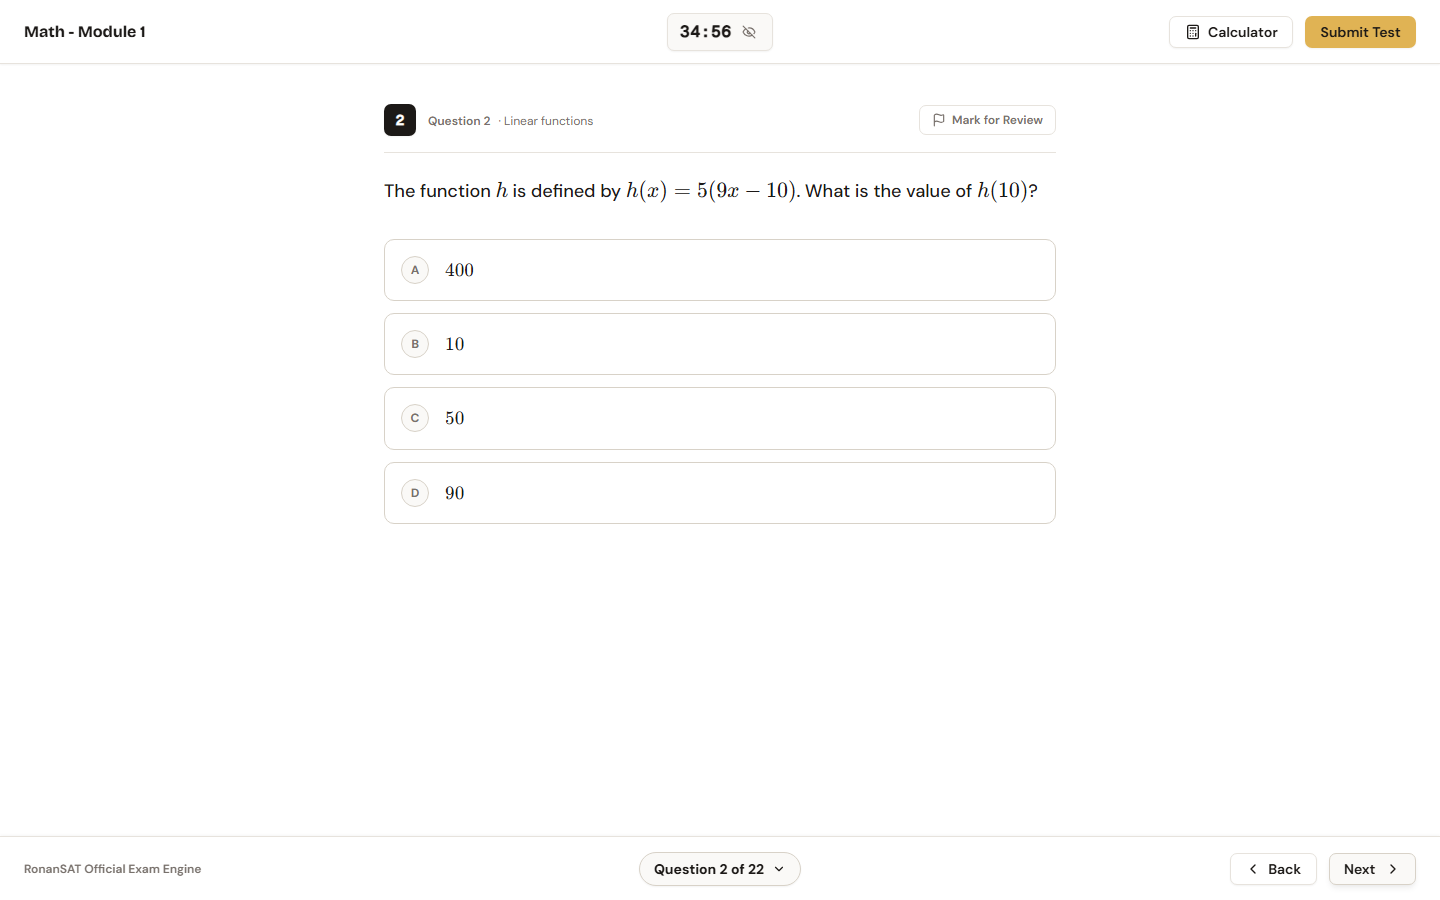 Math - Module 1
34:56
Calculator
Submit Test
2
Question 2 · Linear functions
Mark for Review
The function h is defined by h(x) = 5(9x − 10). What is the value of h(10)?
A 400
B 10
C 50
D 90
RonanSAT Official Exam Engine
Question 2 of 22
Back
Next